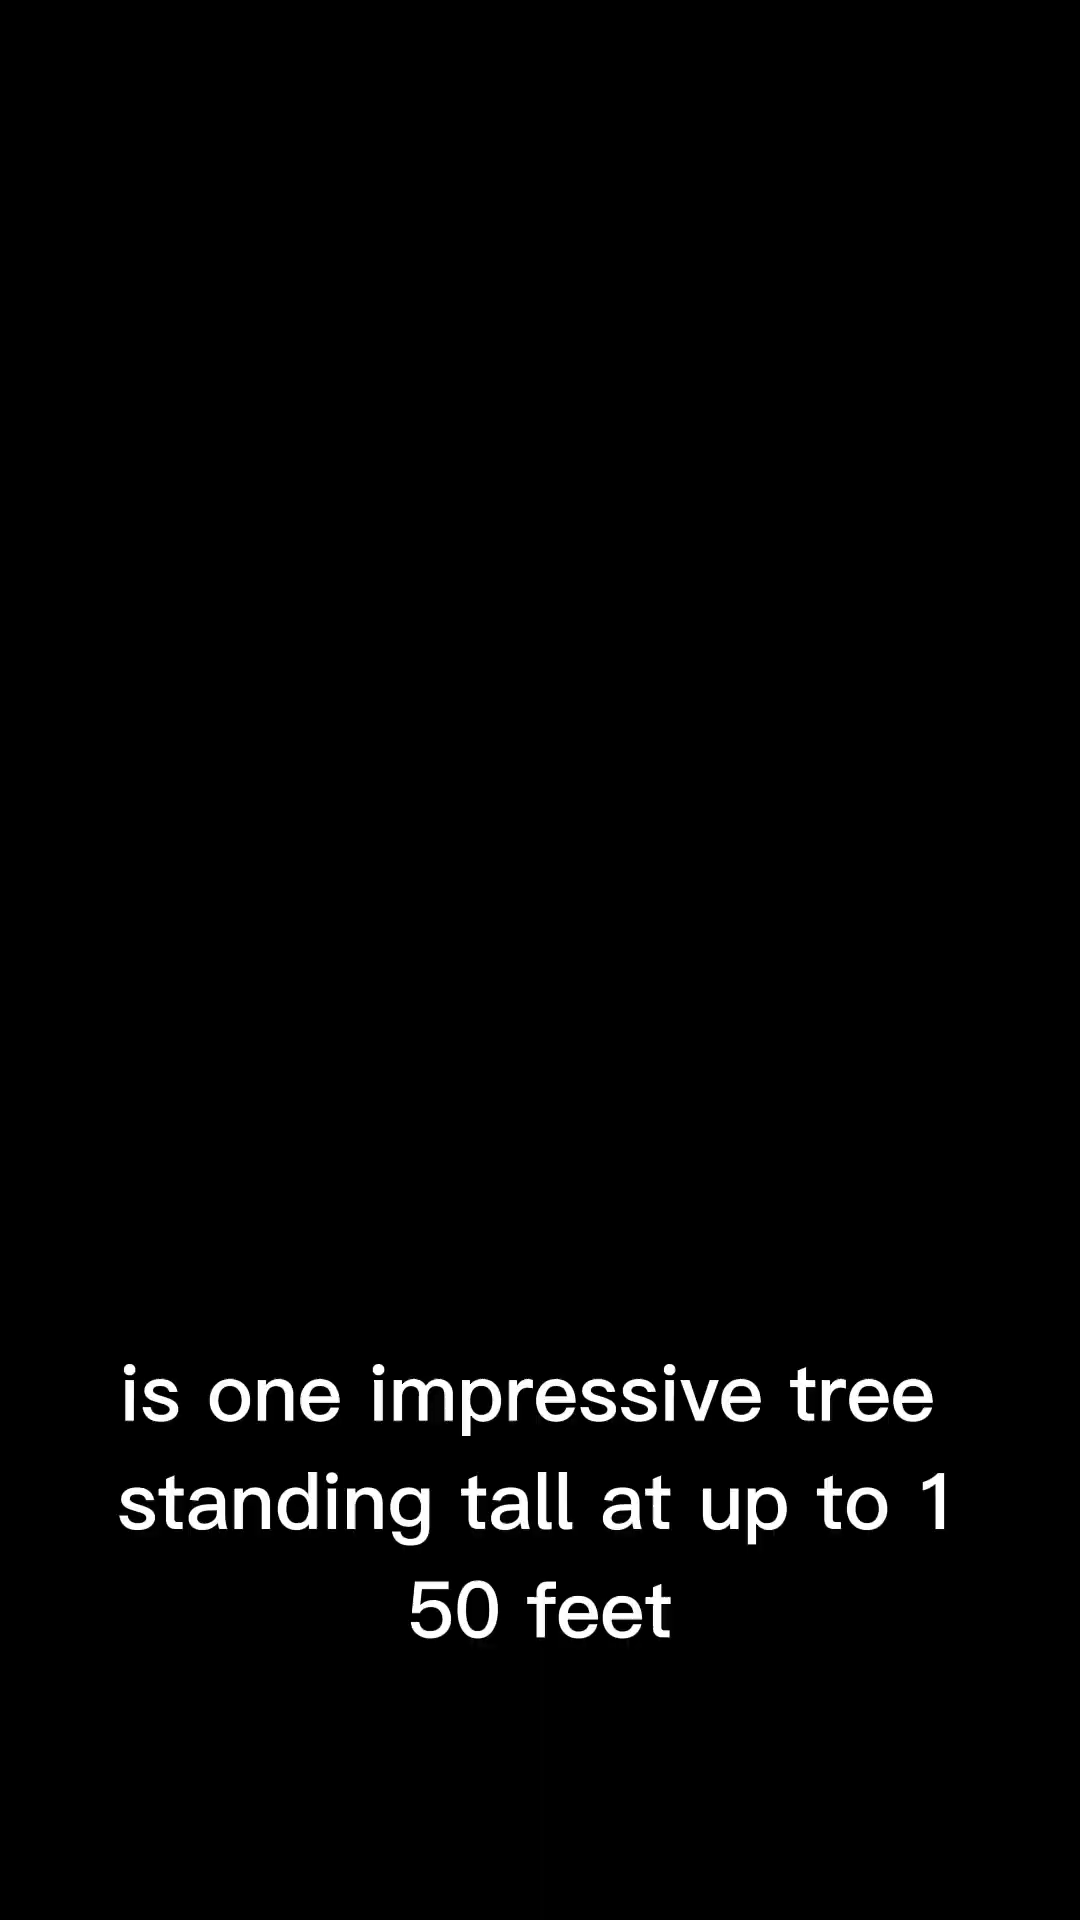 is one impressive tree
standing tall at up to 1
50 feet